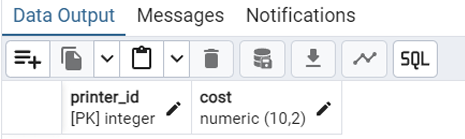 Data Output Messages Notifications
SQL
printer_id cost
[PK] integer numeric (10,2)